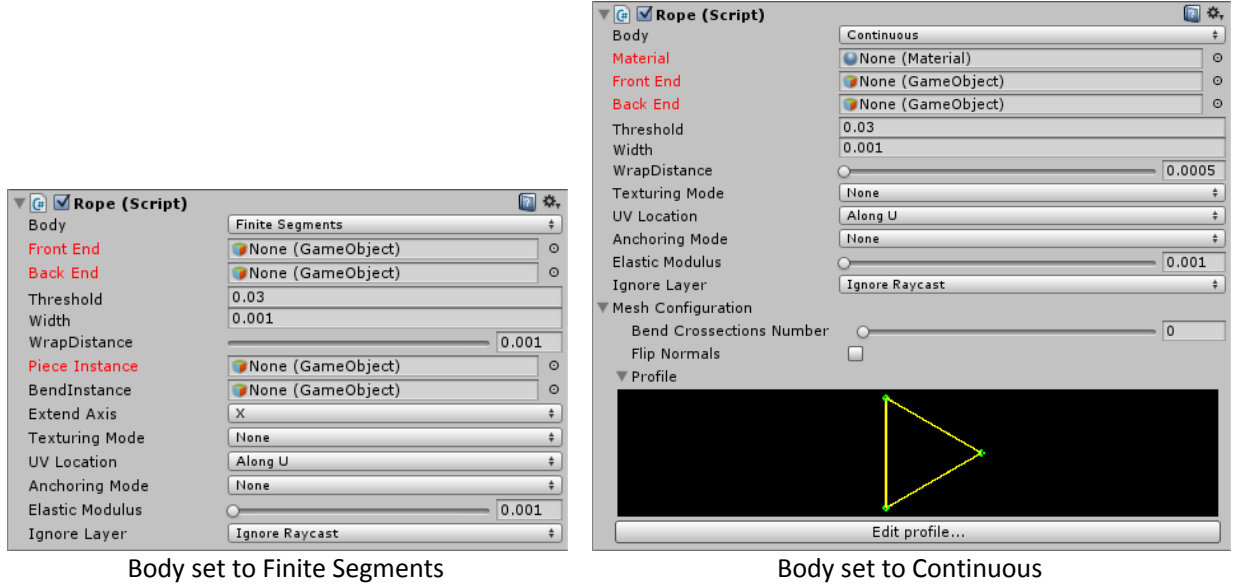 Rope (Script)
Body Finite Segments
Front End None (GameObject)
Back End None (GameObject)
Threshold 0.03
Width 0.001
WrapDistance 0.001
Piece Instance None (GameObject)
BendInstance None (GameObject)
Extend Axis X
Texturing Mode None
UV Location Along U
Anchoring Mode None
Elastic Modulus 0.001
Ignore Layer Ignore Raycast
Body set to Finite Segments
Rope (Script)
Body Continuous
Material None (Material)
Front End None (GameObject)
Back End None (GameObject)
Threshold 0.03
Width 0.001
WrapDistance 0.0005
Texturing Mode None
UV Location Along U
Anchoring Mode None
Elastic Modulus 0.001
Ignore Layer Ignore Raycast
Mesh Configuration
Bend Crossections Number 0
Flip Normals
Profile
Edit profile...
Body set to Continuous